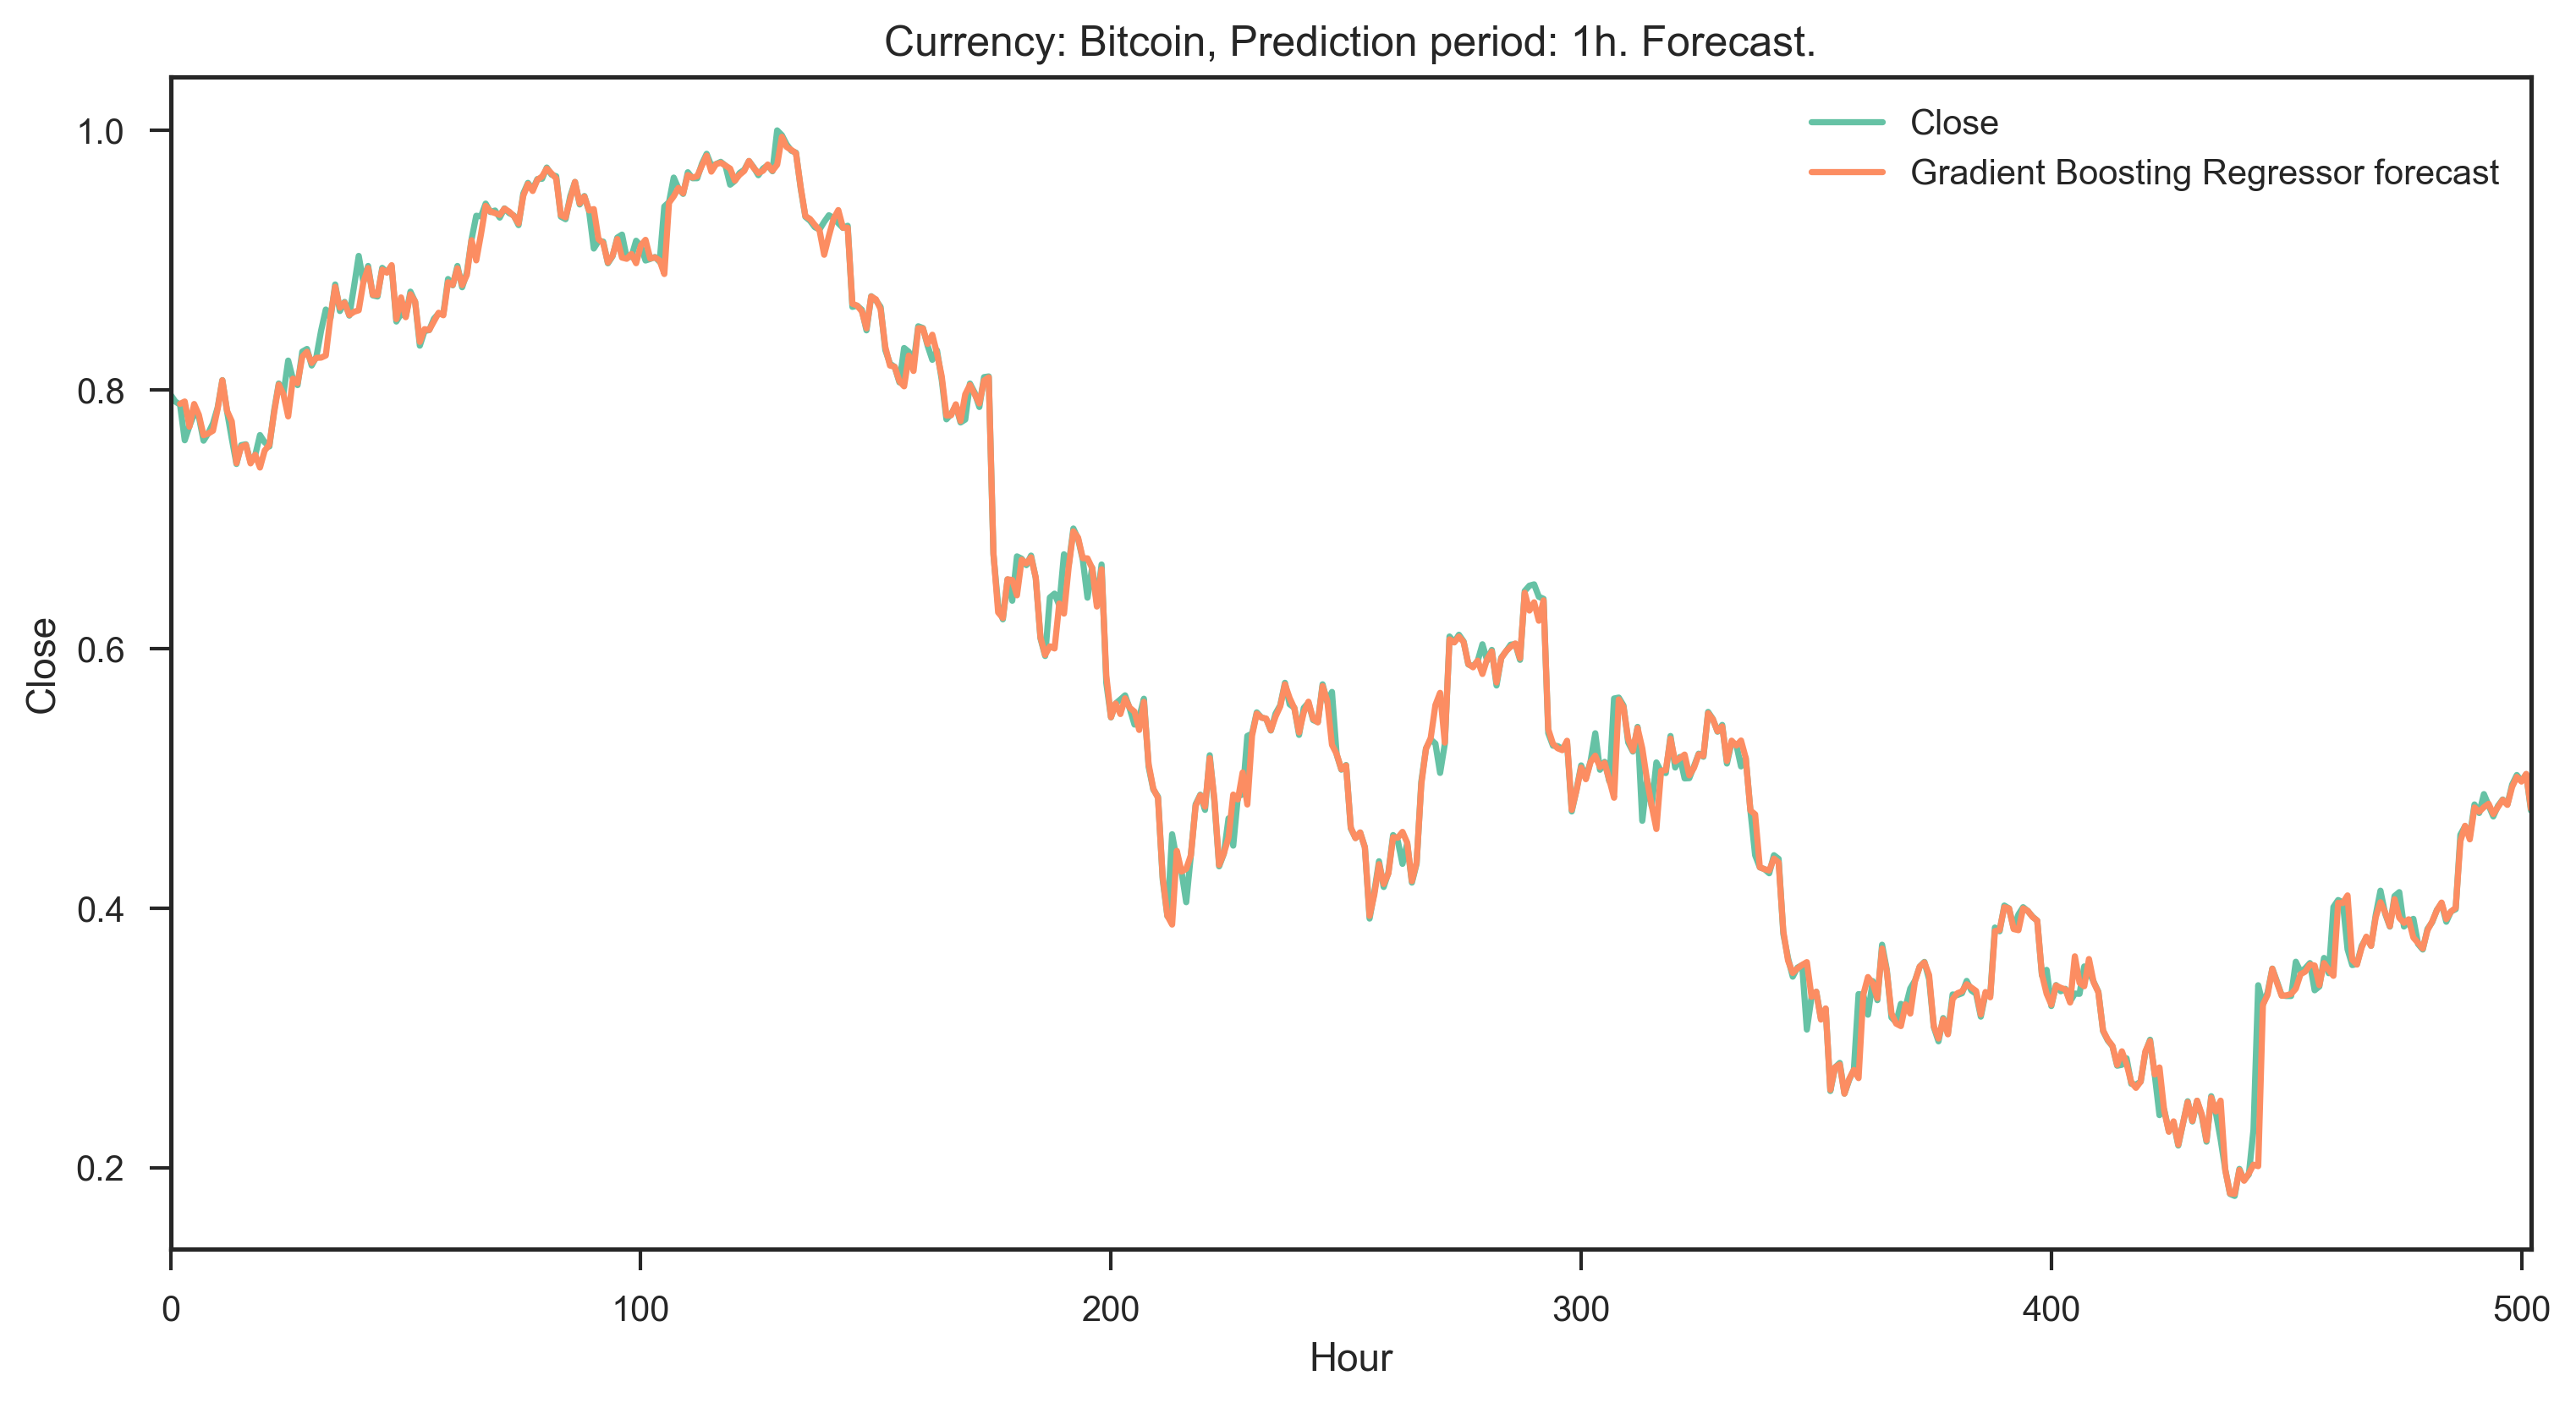 Currency: Bitcoin, Prediction period: 1h. Forecast.
Close
Gradient Boosting Regressor forecast
1.0
0.8
0.6
0.4
0.2
Close
0 100 200 300 400 500
Hour